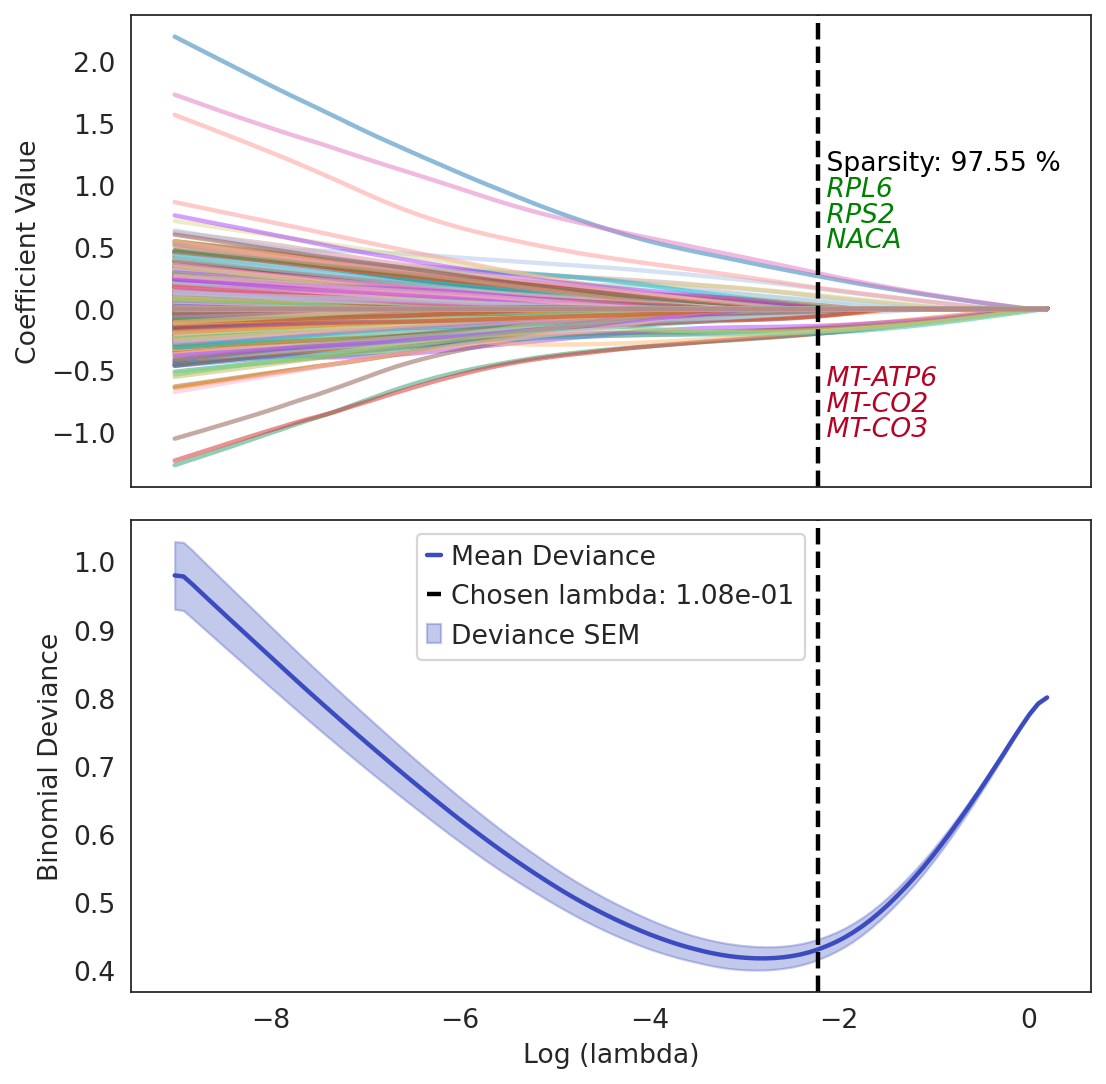 2.0
1.5
1.0
0.5
0.0
−0.5
−1.0
Coefficient Value
Sparsity: 97.55 %
RPL6
RPS2
NACA
MT-ATP6
MT-CO2
MT-CO3
1.0
0.9
0.8
0.7
0.6
0.5
0.4
Binomial Deviance
Mean Deviance
Chosen lambda: 1.08e-01
Deviance SEM
−8
−6
−4
−2
0
Log (lambda)